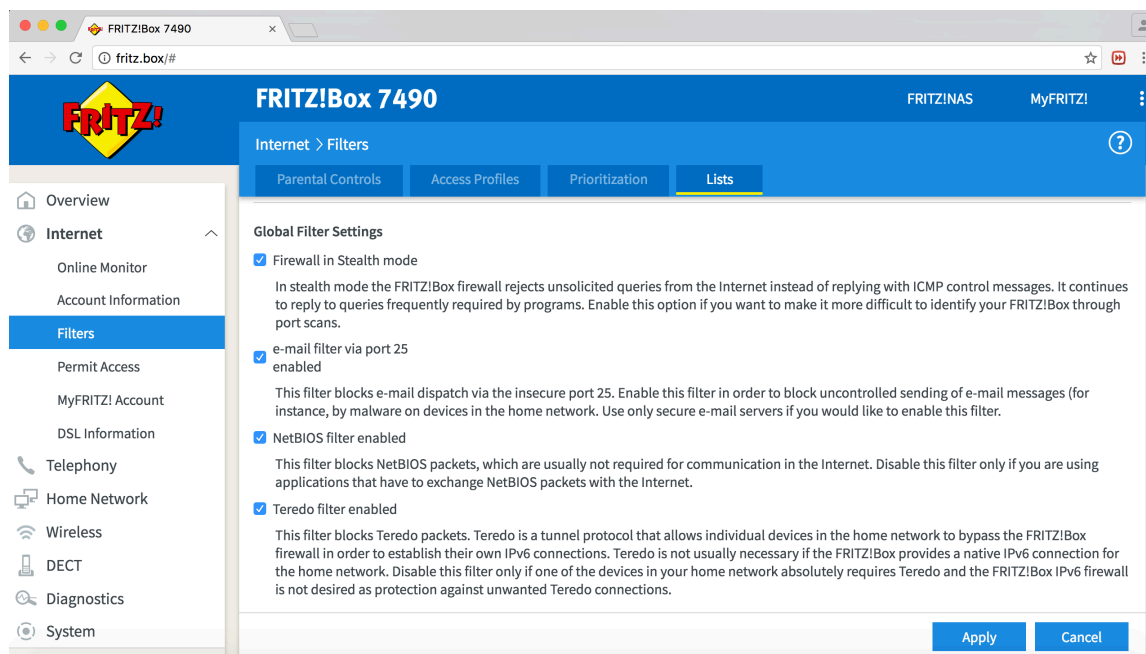 FRITZ!Box 7490
fritz.box/#
FRITZ!
FRITZ!Box 7490
FRITZ!NAS
MyFRITZ!
Internet > Filters
?
Parental Controls
Access Profiles
Prioritization
Lists
Overview
Internet
Online Monitor
Account Information
Filters
Permit Access
MyFRITZ! Account
DSL Information
Telephony
Home Network
Wireless
DECT
Diagnostics
System
Global Filter Settings
Firewall in Stealth mode
In stealth mode the FRITZ!Box firewall rejects unsolicited queries from the Internet instead of replying with ICMP control messages. It continues
to reply to queries frequently required by programs. Enable this option if you want to make it more difficult to identify your FRITZ!Box through
port scans.
e-mail filter via port 25
enabled
This filter blocks e-mail dispatch via the insecure port 25. Enable this filter in order to block uncontrolled sending of e-mail messages (for
instance, by malware on devices in the home network. Use only secure e-mail servers if you would like to enable this filter.
NetBIOS filter enabled
This filter blocks NetBIOS packets, which are usually not required for communication in the Internet. Disable this filter only if you are using
applications that have to exchange NetBIOS packets with the Internet.
Teredo filter enabled
This filter blocks Teredo packets. Teredo is a tunnel protocol that allows individual devices in the home network to bypass the FRITZ!Box
firewall in order to establish their own IPv6 connections. Teredo is not usually necessary if the FRITZ!Box provides a native IPv6 connection for
the home network. Disable this filter only if one of the devices in your home network absolutely requires Teredo and the FRITZ!Box IPv6 firewall
is not desired as protection against unwanted Teredo connections.
Apply
Cancel